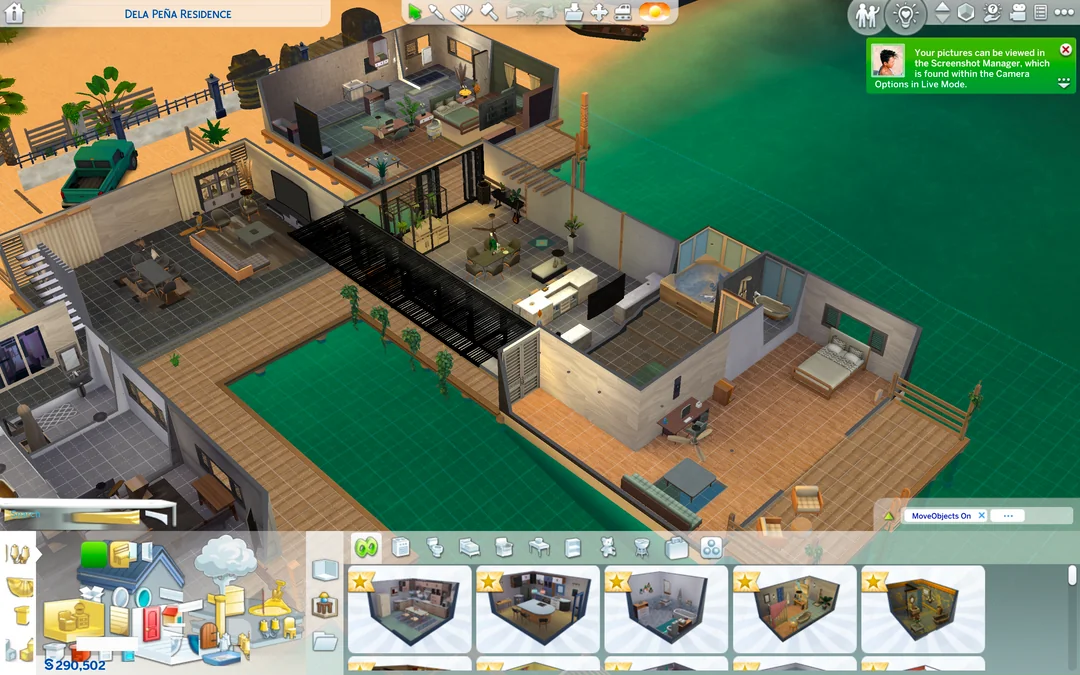 DELA PEÑA RESIDENCE
Your pictures can be viewed in
the Screenshot Manager, which
is found within the Camera
Options in Live Mode.
MoveObjects On
§290,502